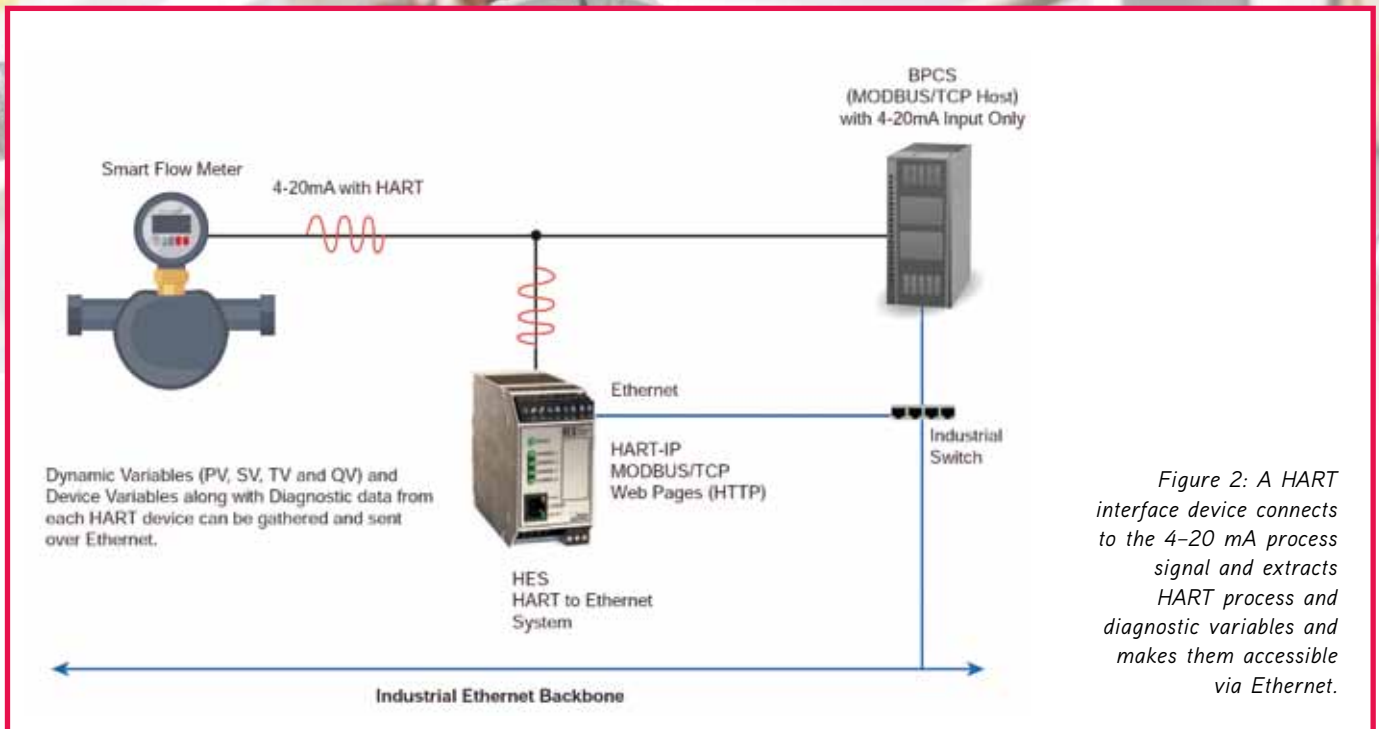 BPCS
(MODBUS/TCP Host)
with 4-20mA Input Only
Smart Flow Meter
4-20mA with HART
Ethernet
Industrial
Switch
HART-IP
MODBUS/TCP
Web Pages (HTTP)
Dynamic Variables (PV, SV, TV and QV) and
Device Variables along with Diagnostic data from
each HART device can be gathered and sent
over Ethernet.
HES
HART to Ethernet
System
Industrial Ethernet Backbone
Figure 2: A HART
interface device connects
to the 4–20 mA process
signal and extracts
HART process and
diagnostic variables and
makes them accessible
via Ethernet.